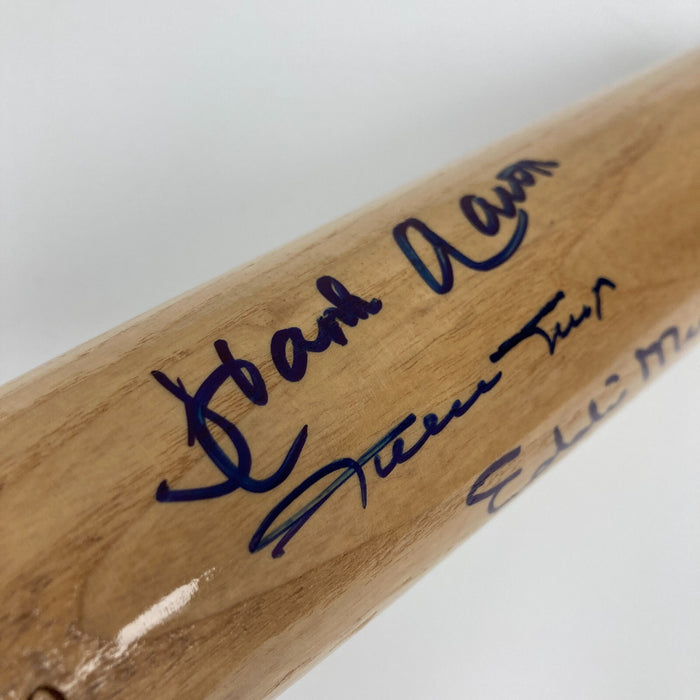 Hank Aaron
Willie Mays
Eddie M